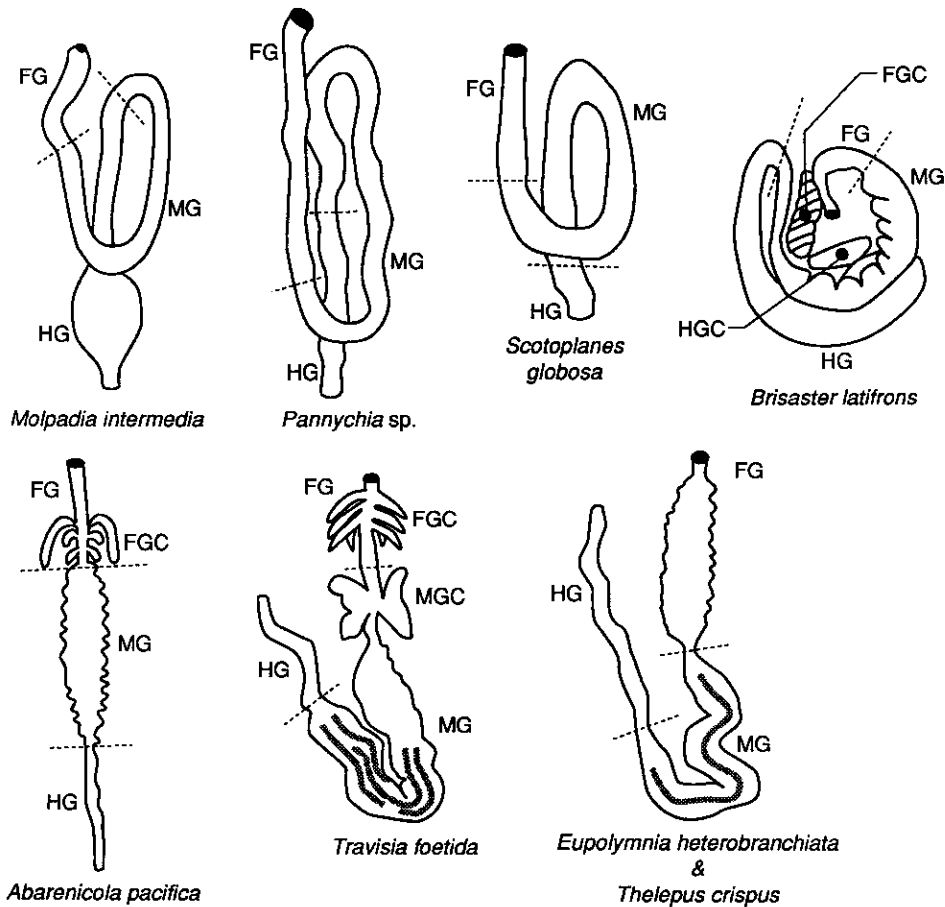 FG
MG
HG
Molpadia intermedia
FG
MG
HG
Pannychia sp.
FG
MG
HG
Scotoplanes
globosa
FGC
FG
MG
HGC
HG
Brisaster latifrons
FG
FGC
MG
HG
Abarenicola pacifica
FG
FGC
MGC
HG
MG
Travisia foetida
FG
HG
MG
Eupolymnia heterobranchiata
&
Thelepus crispus